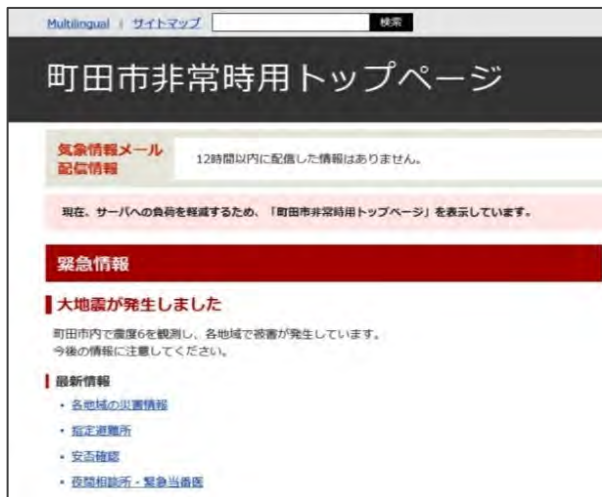 Multilingual | サイトマップ 検索
町田市非常時用トップページ
気象情報メール
配信情報
12時間以内に配信した情報はありません。
現在、サーバへの負荷を軽減するため、「町田市非常時用トップページ」を表示しています。
緊急情報
大地震が発生しました
町田市内で震度6を観測し、各地域で被害が発生しています。
今後の情報に注意してください。
最新情報
・各地域の災害情報
・指定避難所
・安否確認
・夜間相談所・緊急当番医